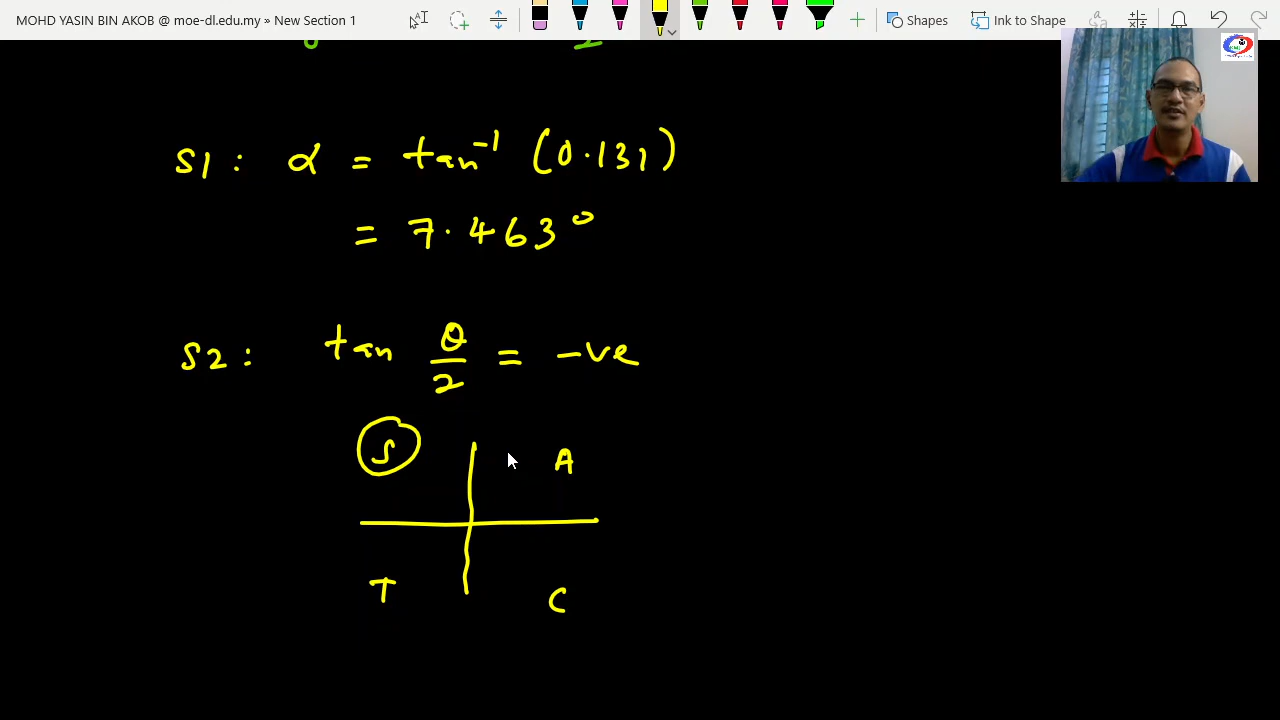 MOHD YASIN BIN AKOB @ moe-dl.edu.my » New Section 1
Shapes
Ink to Shape
S1 : α = tan⁻¹ (0.131)
= 7.463°
S2 : tan θ/2 = -ve
S A
T C